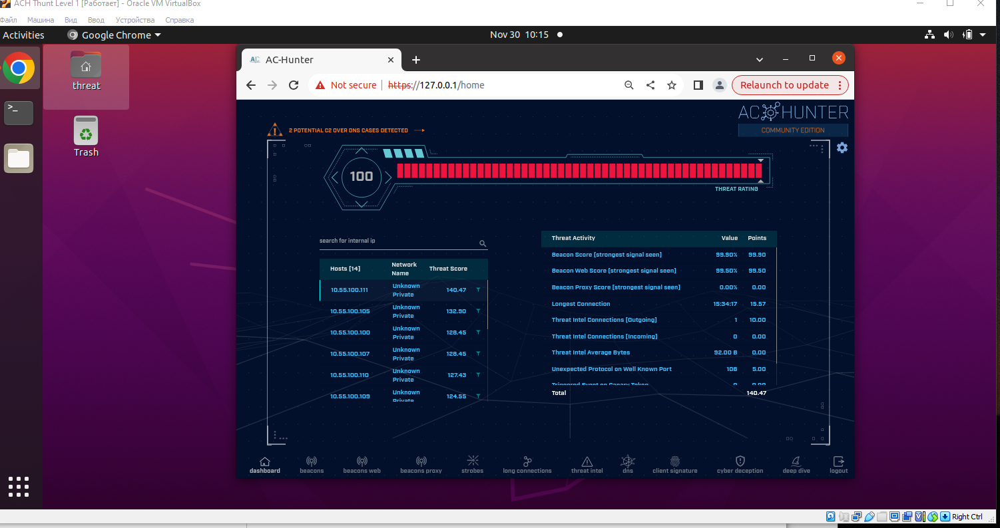 ACH Thunt Level 1 [Работает] - Oracle VM VirtualBox
Файл Машина Вид Ввод Устройства Справка
Activities Google Chrome Nov 30 10:15
threat
Trash
AC-Hunter
Not secure https://127.0.0.1/home Relaunch to update
AC HUNTER
COMMUNITY EDITION
2 POTENTIAL C2 OVER DNS CASES DETECTED
100
THREAT RATING
search for internal ip
Hosts [14] Network Name Threat Score
10.55.100.111 Unknown Private 140.47
10.55.100.105 Unknown Private 132.90
10.55.100.100 Unknown Private 128.45
10.55.100.107 Unknown Private 128.45
10.55.100.110 Unknown Private 127.43
10.55.100.109 Unknown Private 124.55
Threat Activity Value Points
Beacon Score [strongest signal seen] 99.90% 99.90
Beacon Web Score [strongest signal seen] 99.50% 99.50
Beacon Proxy Score [strongest signal seen] 0.00% 0.00
Longest Connection 15:34:17 15.57
Threat Intel Connections [Outgoing] 1 10.00
Threat Intel Connections [Incoming] 0 0.00
Threat Intel Average Bytes 92.00 B 0.00
Unexpected Protocol on Well Known Port 106 5.00
Triggered Event on Canary Token 0 0.00
Total 140.47
dashboard beacons beacons web beacons proxy strobes long connections threat intel dns client signature cyber deception deep dive logout
Right Ctrl